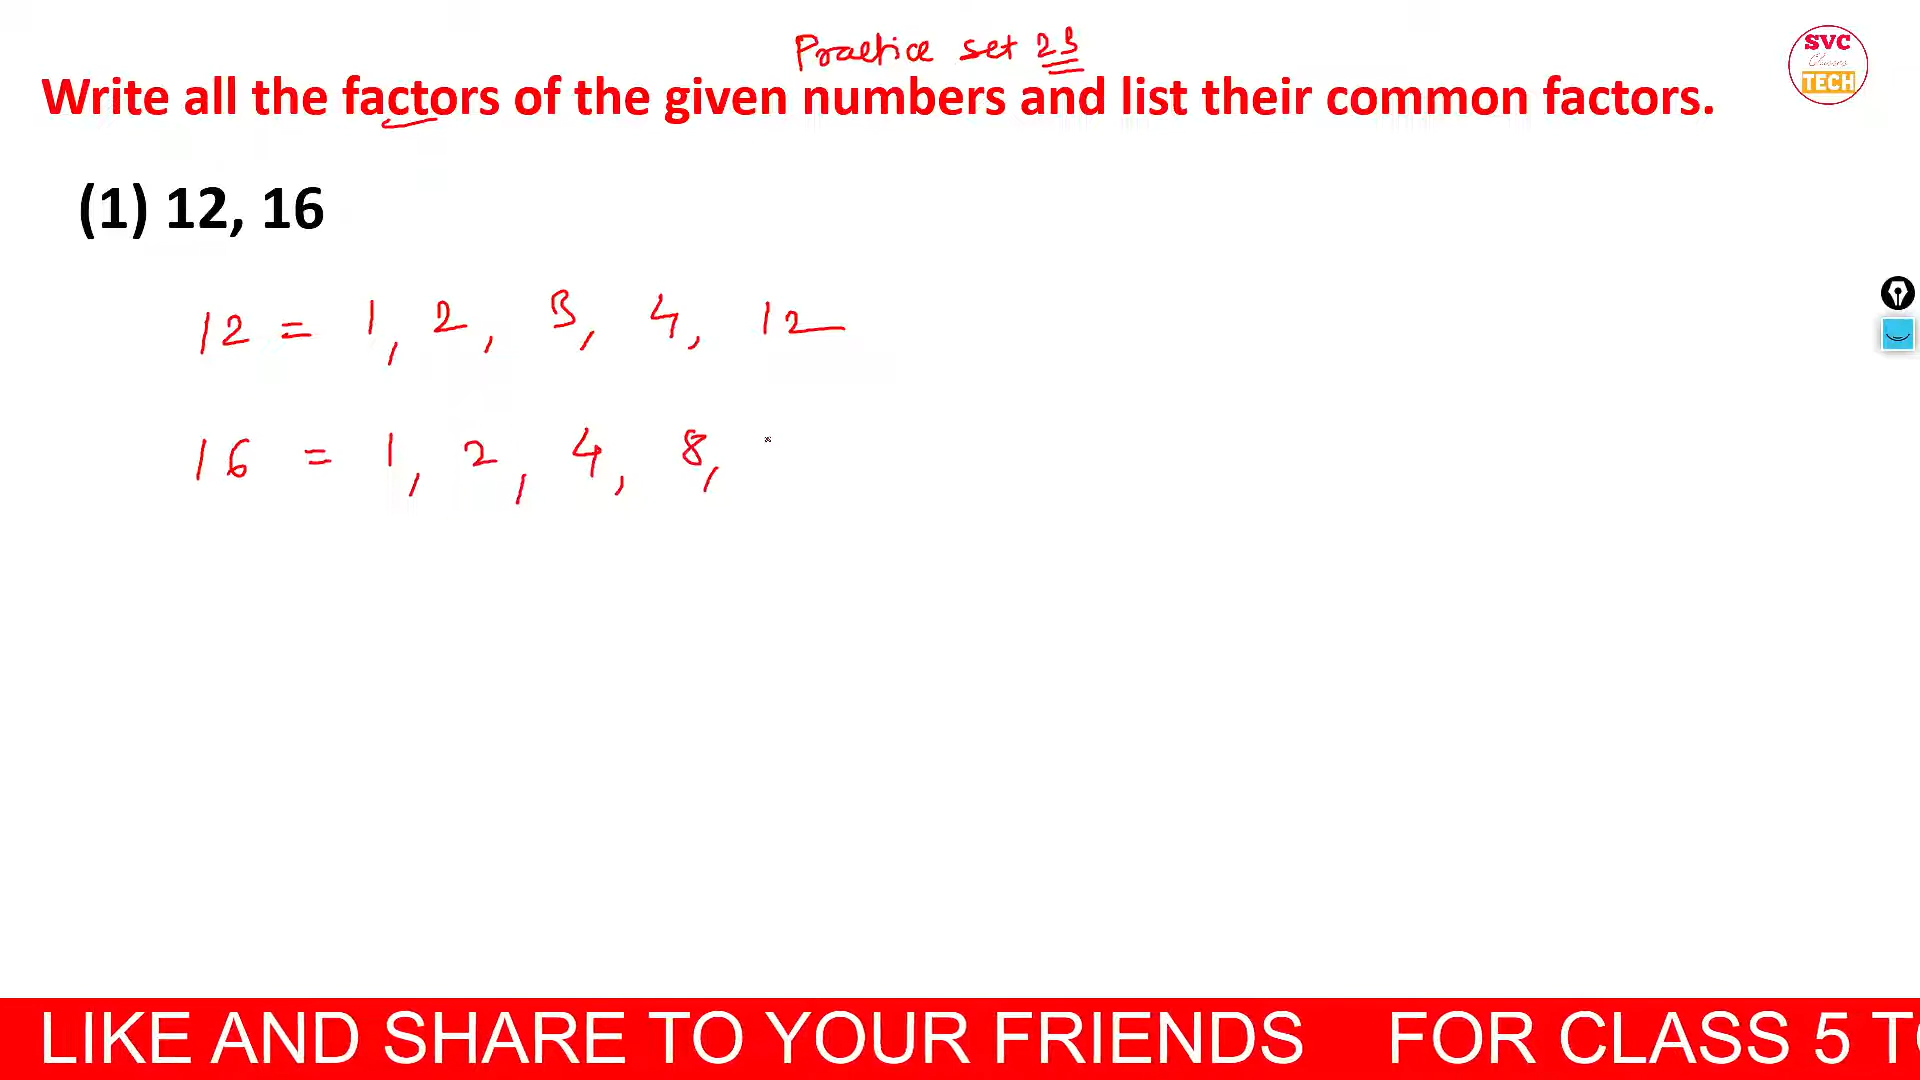 Practice set 23
SVC
Classes
TECH
Write all the factors of the given numbers and list their common factors.
(1) 12, 16
12 = 1, 2, 3, 4, 12
16 = 1, 2, 4, 8,
LIKE AND SHARE TO YOUR FRIENDS FOR CLASS 5 TO